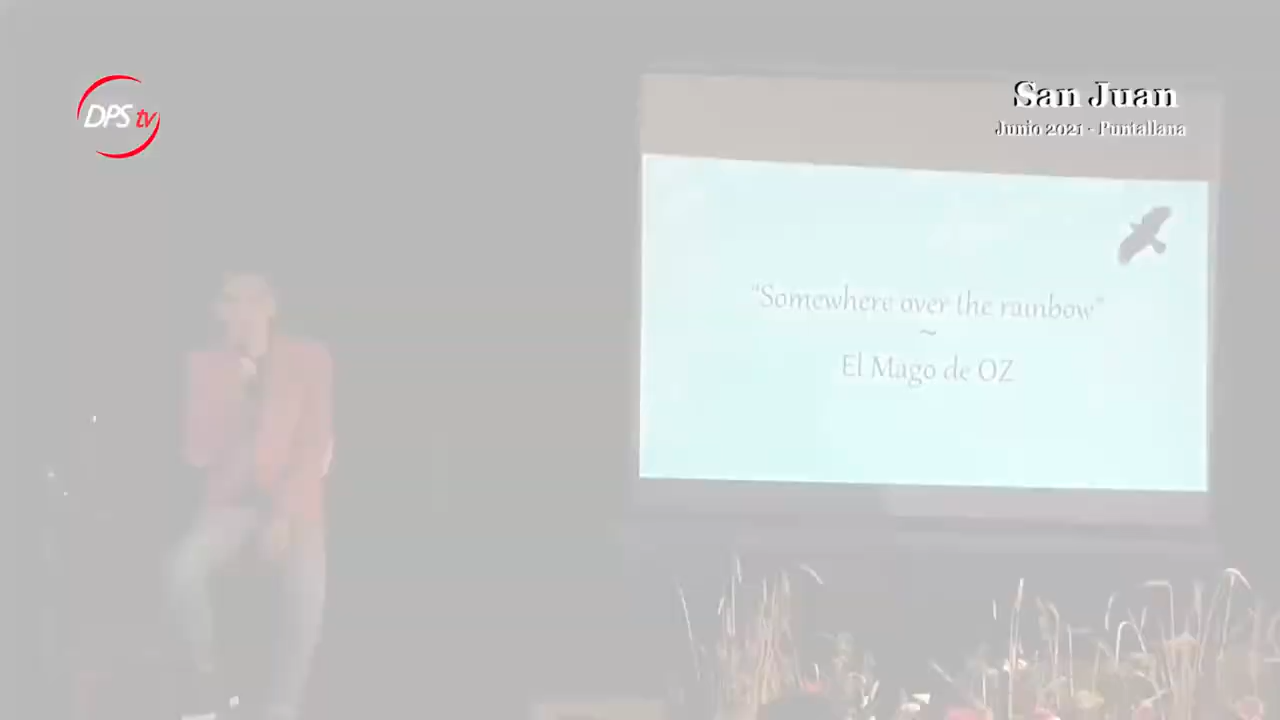 DPS tv
San Juan
Junio 2021 - Puntallana
"Somewhere over the rainbow"
~
El Mago de OZ